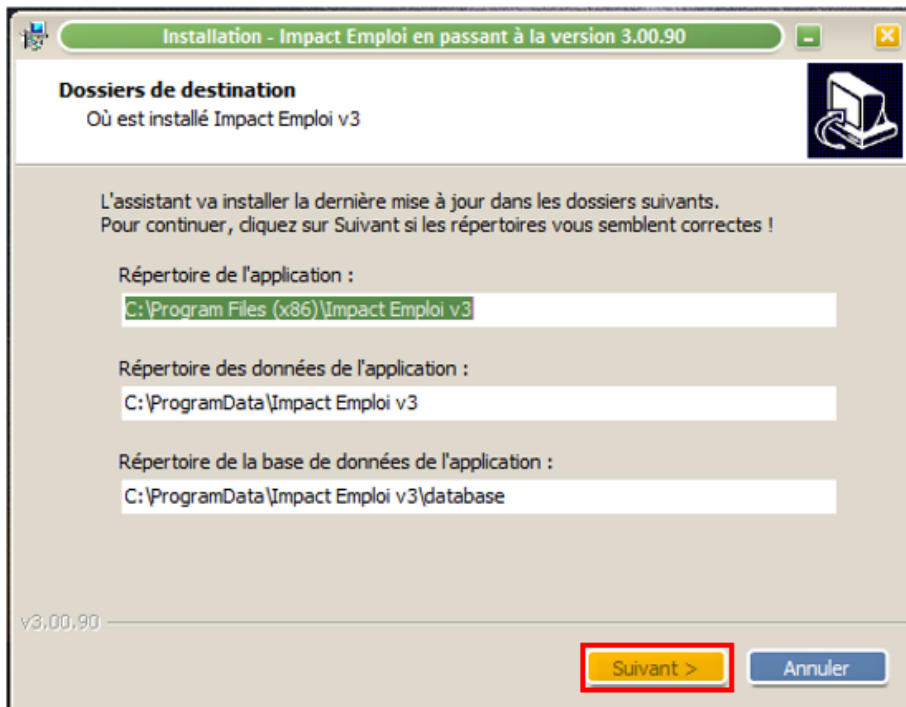 Installation - Impact Emploi en passant à la version 3.00.90
Dossiers de destination
Où est installé Impact Emploi v3
L'assistant va installer la dernière mise à jour dans les dossiers suivants.
Pour continuer, cliquez sur Suivant si les répertoires vous semblent correctes !
Répertoire de l'application :
C:\Program Files (x86)\Impact Emploi v3
Répertoire des données de l'application :
C:\ProgramData\Impact Emploi v3
Répertoire de la base de données de l'application :
C:\ProgramData\Impact Emploi v3\database
v3.00.90
Suivant >
Annuler